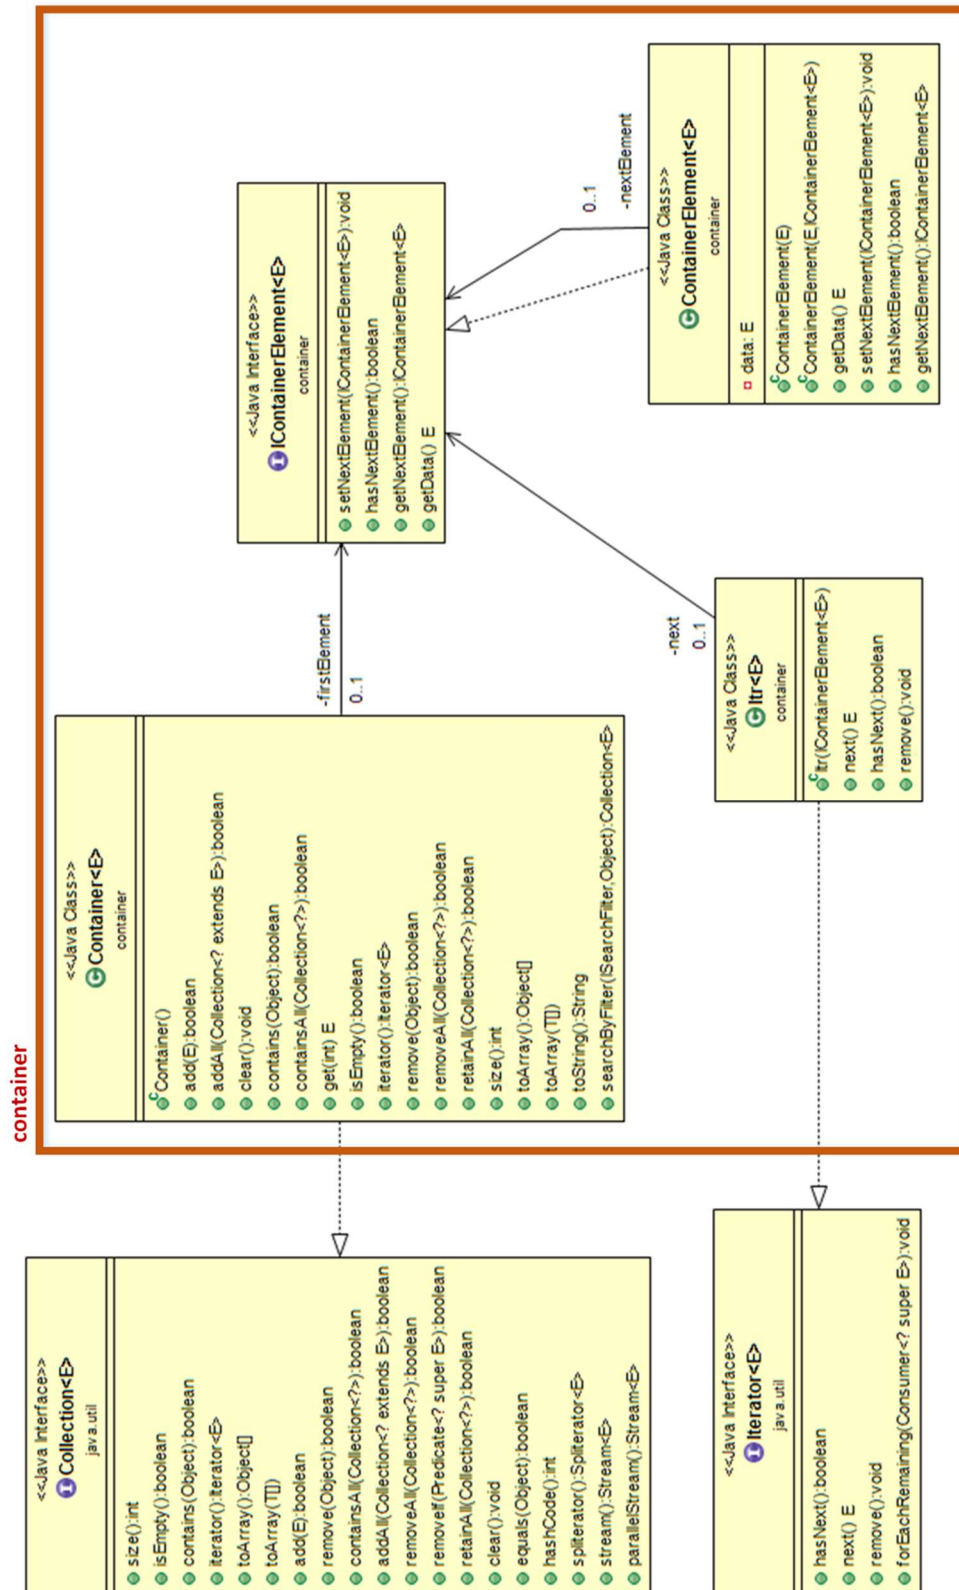 container
<<Java Interface>>
Collection<E>
java.util
size():int
isEmpty():boolean
contains(Object):boolean
iterator():Iterator<E>
toArray():Object[]
toArray(T[])
add(E):boolean
remove(Object):boolean
containsAll(Collection<?>):boolean
addAll(Collection<? extends E>):boolean
removeAll(Collection<?>):boolean
removeIf(Predicate<? super E>):boolean
retainAll(Collection<?>):boolean
clear():void
equals(Object):boolean
hashCode():int
spliterator():Spliterator<E>
stream():Stream<E>
parallelStream():Stream<E>
<<Java Class>>
Container<E>
container
Container()
add(E):boolean
addAll(Collection<? extends E>):boolean
clear():void
contains(Object):boolean
containsAll(Collection<?>):boolean
get(int) E
isEmpty():boolean
iterator():Iterator<E>
remove(Object):boolean
removeAll(Collection<?>):boolean
retainAll(Collection<?>):boolean
size():int
toArray():Object[]
toArray(T[])
toString():String
searchByFilter(ISearchFilter,Object):Collection<E>
-firstElement
0..1
<<Java Interface>>
IContainerElement<E>
container
setNextElement(IContainerElement<E>):void
hasNextElement():boolean
getNextElement():IContainerElement<E>
getData() E
<<Java Interface>>
Iterator<E>
java.util
hasNext():boolean
next() E
remove():void
forEachRemaining(Consumer<? super E>):void
<<Java Class>>
Itr<E>
container
Itr(IContainerElement<E>)
next() E
hasNext():boolean
remove():void
-next
0..1
0..1
-nextElement
<<Java Class>>
ContainerElement<E>
container
data: E
ContainerElement(E)
ContainerElement(E,IContainerElement<E>)
getData() E
setNextElement(IContainerElement<E>):void
hasNextElement():boolean
getNextElement():IContainerElement<E>